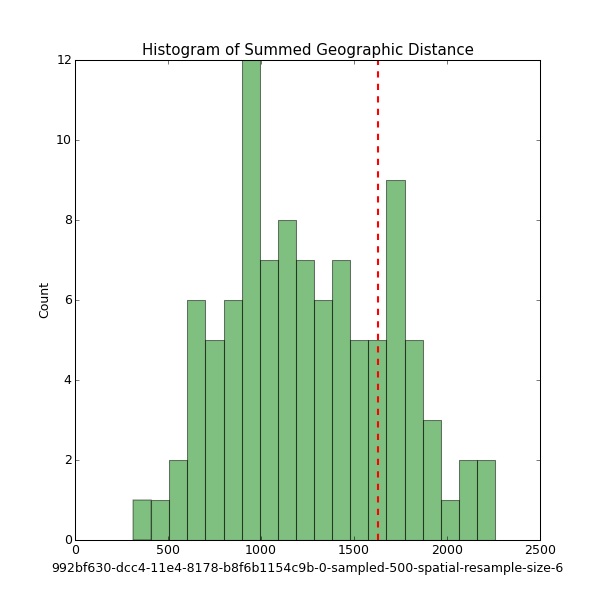 Histogram of Summed Geographic Distance
12
10
8
6
4
2
0
Count
0 500 1000 1500 2000 2500
992bf630-dcc4-11e4-8178-b8f6b1154c9b-0-sampled-500-spatial-resample-size-6